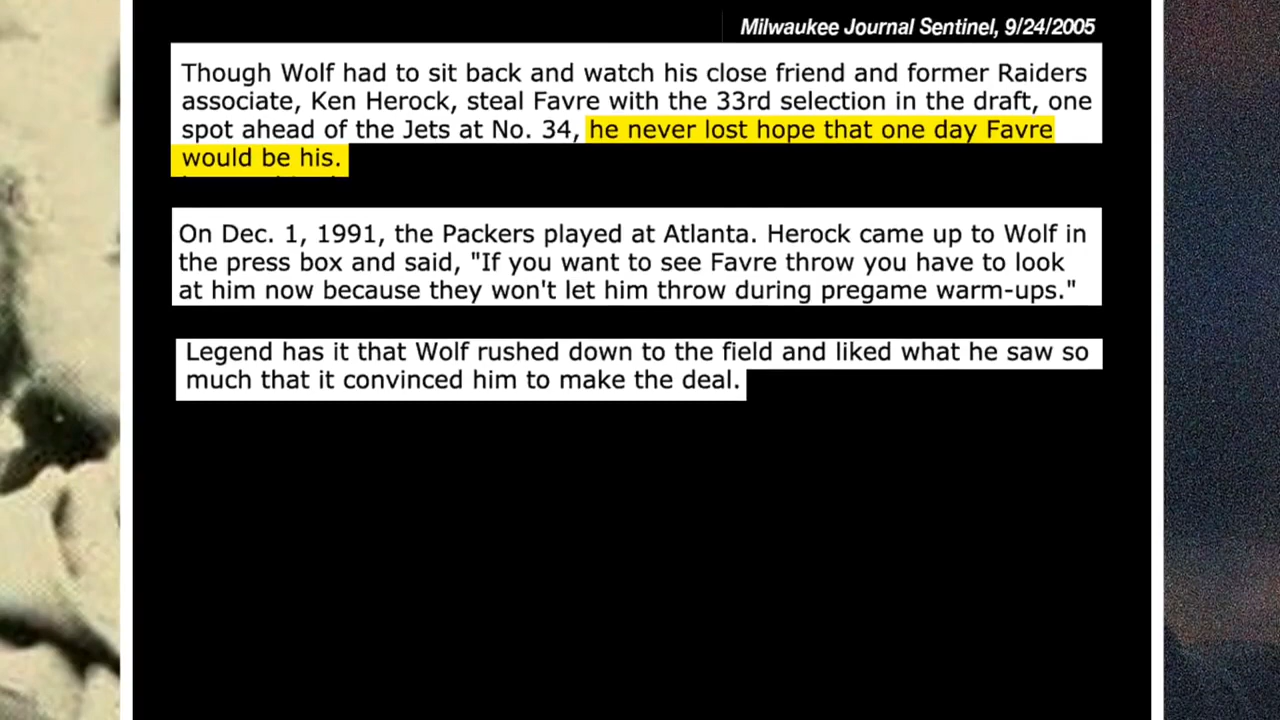 Milwaukee Journal Sentinel, 9/24/2005
Though Wolf had to sit back and watch his close friend and former Raiders
associate, Ken Herock, steal Favre with the 33rd selection in the draft, one
spot ahead of the Jets at No. 34, he never lost hope that one day Favre
would be his.
On Dec. 1, 1991, the Packers played at Atlanta. Herock came up to Wolf in
the press box and said, "If you want to see Favre throw you have to look
at him now because they won't let him throw during pregame warm-ups."
Legend has it that Wolf rushed down to the field and liked what he saw so
much that it convinced him to make the deal.